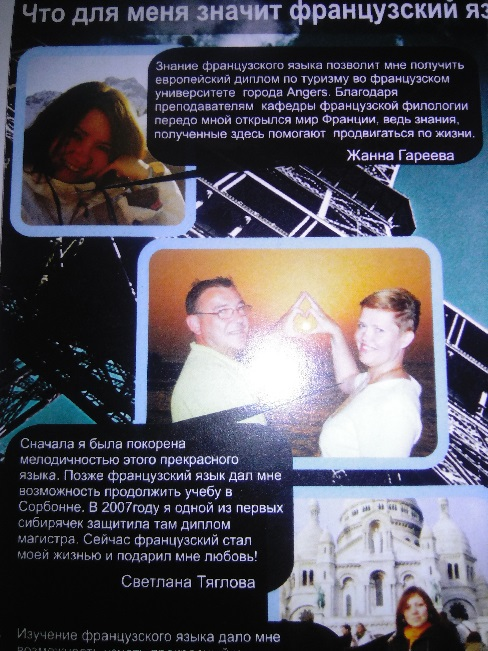 Что для меня значит французский яз
Знание французского языка позволит мне получить
европейский диплом по туризму во французском
университете города Angers. Благодаря
преподавателям кафедры французской филологии
передо мной открылся мир Франции, ведь знания,
полученные здесь помогают продвигаться по жизни.
Жанна Гареева
Сначала я была покорена
мелодичностью этого прекрасного
языка. Позже французский язык дал мне
возможность продолжить учебу в
Сорбонне. В 2007году я одной из первых
сибирячек защитила там диплом
магистра. Сейчас французский стал
моей жизнью и подарил мне любовь!
Светлана Тяглова
Изучение французского языка дало мне
возможность